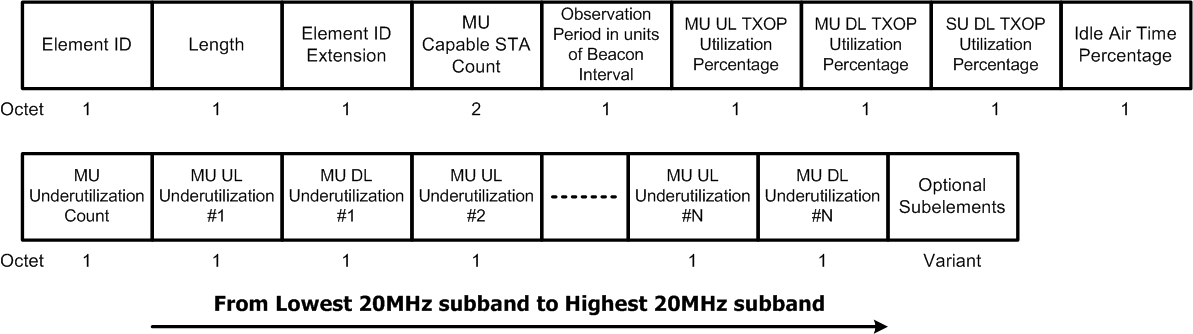 Element ID
Length
Element ID
Extension
MU
Capable STA
Count
Observation
Period in units
of Beacon
Interval
MU UL TXOP
Utilization
Percentage
MU DL TXOP
Utilization
Percentage
SU DL TXOP
Utilization
Percentage
Idle Air Time
Percentage
Octet 1 1 1 2 1 1 1 1 1
MU
Underutilization
Count
MU UL
Underutilization
#1
MU DL
Underutilization
#1
MU UL
Underutilization
#2
MU UL
Underutilization
#N
MU DL
Underutilization
#N
Optional
Subelements
Octet 1 1 1 1 1 1 Variant
From Lowest 20MHz subband to Highest 20MHz subband